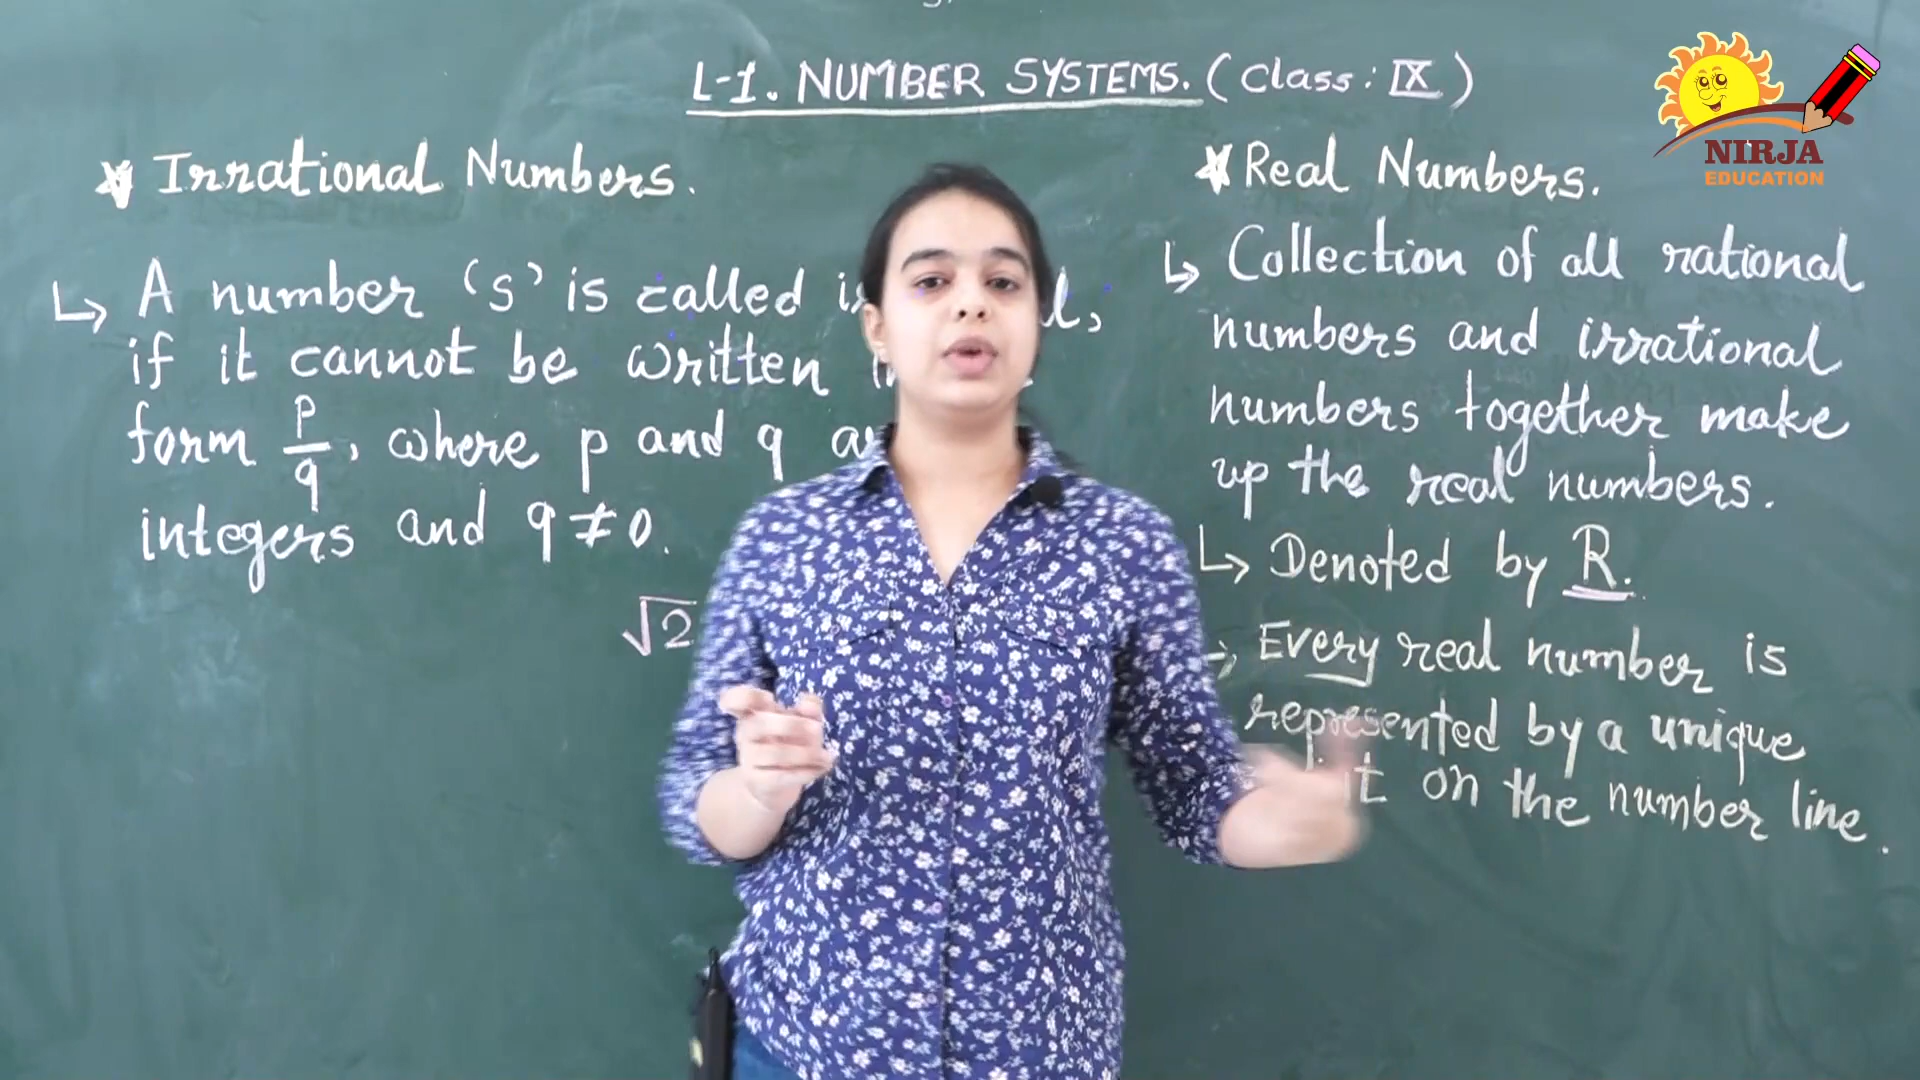 L-1. NUMBER SYSTEMS. (Class: IX)
NIRJA
EDUCATION
Irrational Numbers.
↳ A number 's' is called
if it cannot be written
form p/q, where p and q
integers and q ≠ 0.
√2
Real Numbers.
↳ Collection of all rational
numbers and irrational
numbers together make
up the real numbers.
↳ Denoted by R.
→ Every real number is
represented by a unique
on the number line.